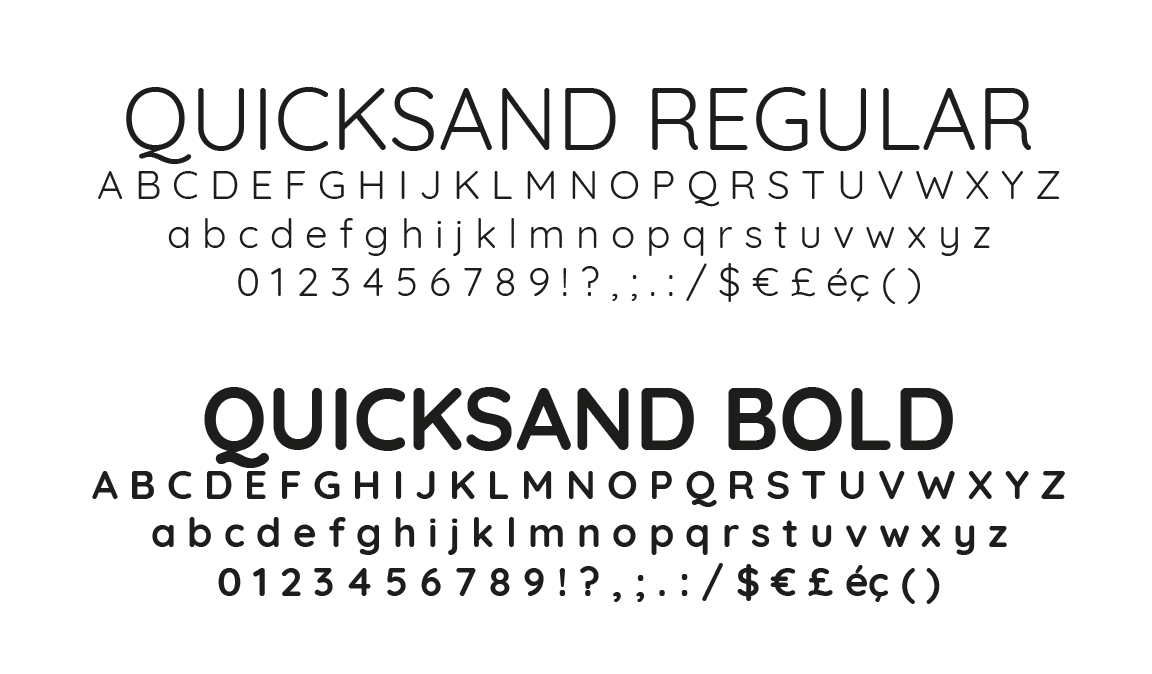 QUICKSAND REGULAR
A B C D E F G H I J K L M N O P Q R S T U V W X Y Z
a b c d e f g h i j k l m n o p q r s t u v w x y z
0 1 2 3 4 5 6 7 8 9 ! ? , ; . : / $ € £ éç ( )
QUICKSAND BOLD
A B C D E F G H I J K L M N O P Q R S T U V W X Y Z
a b c d e f g h i j k l m n o p q r s t u v w x y z
0 1 2 3 4 5 6 7 8 9 ! ? , ; . : / $ € £ éç ( )